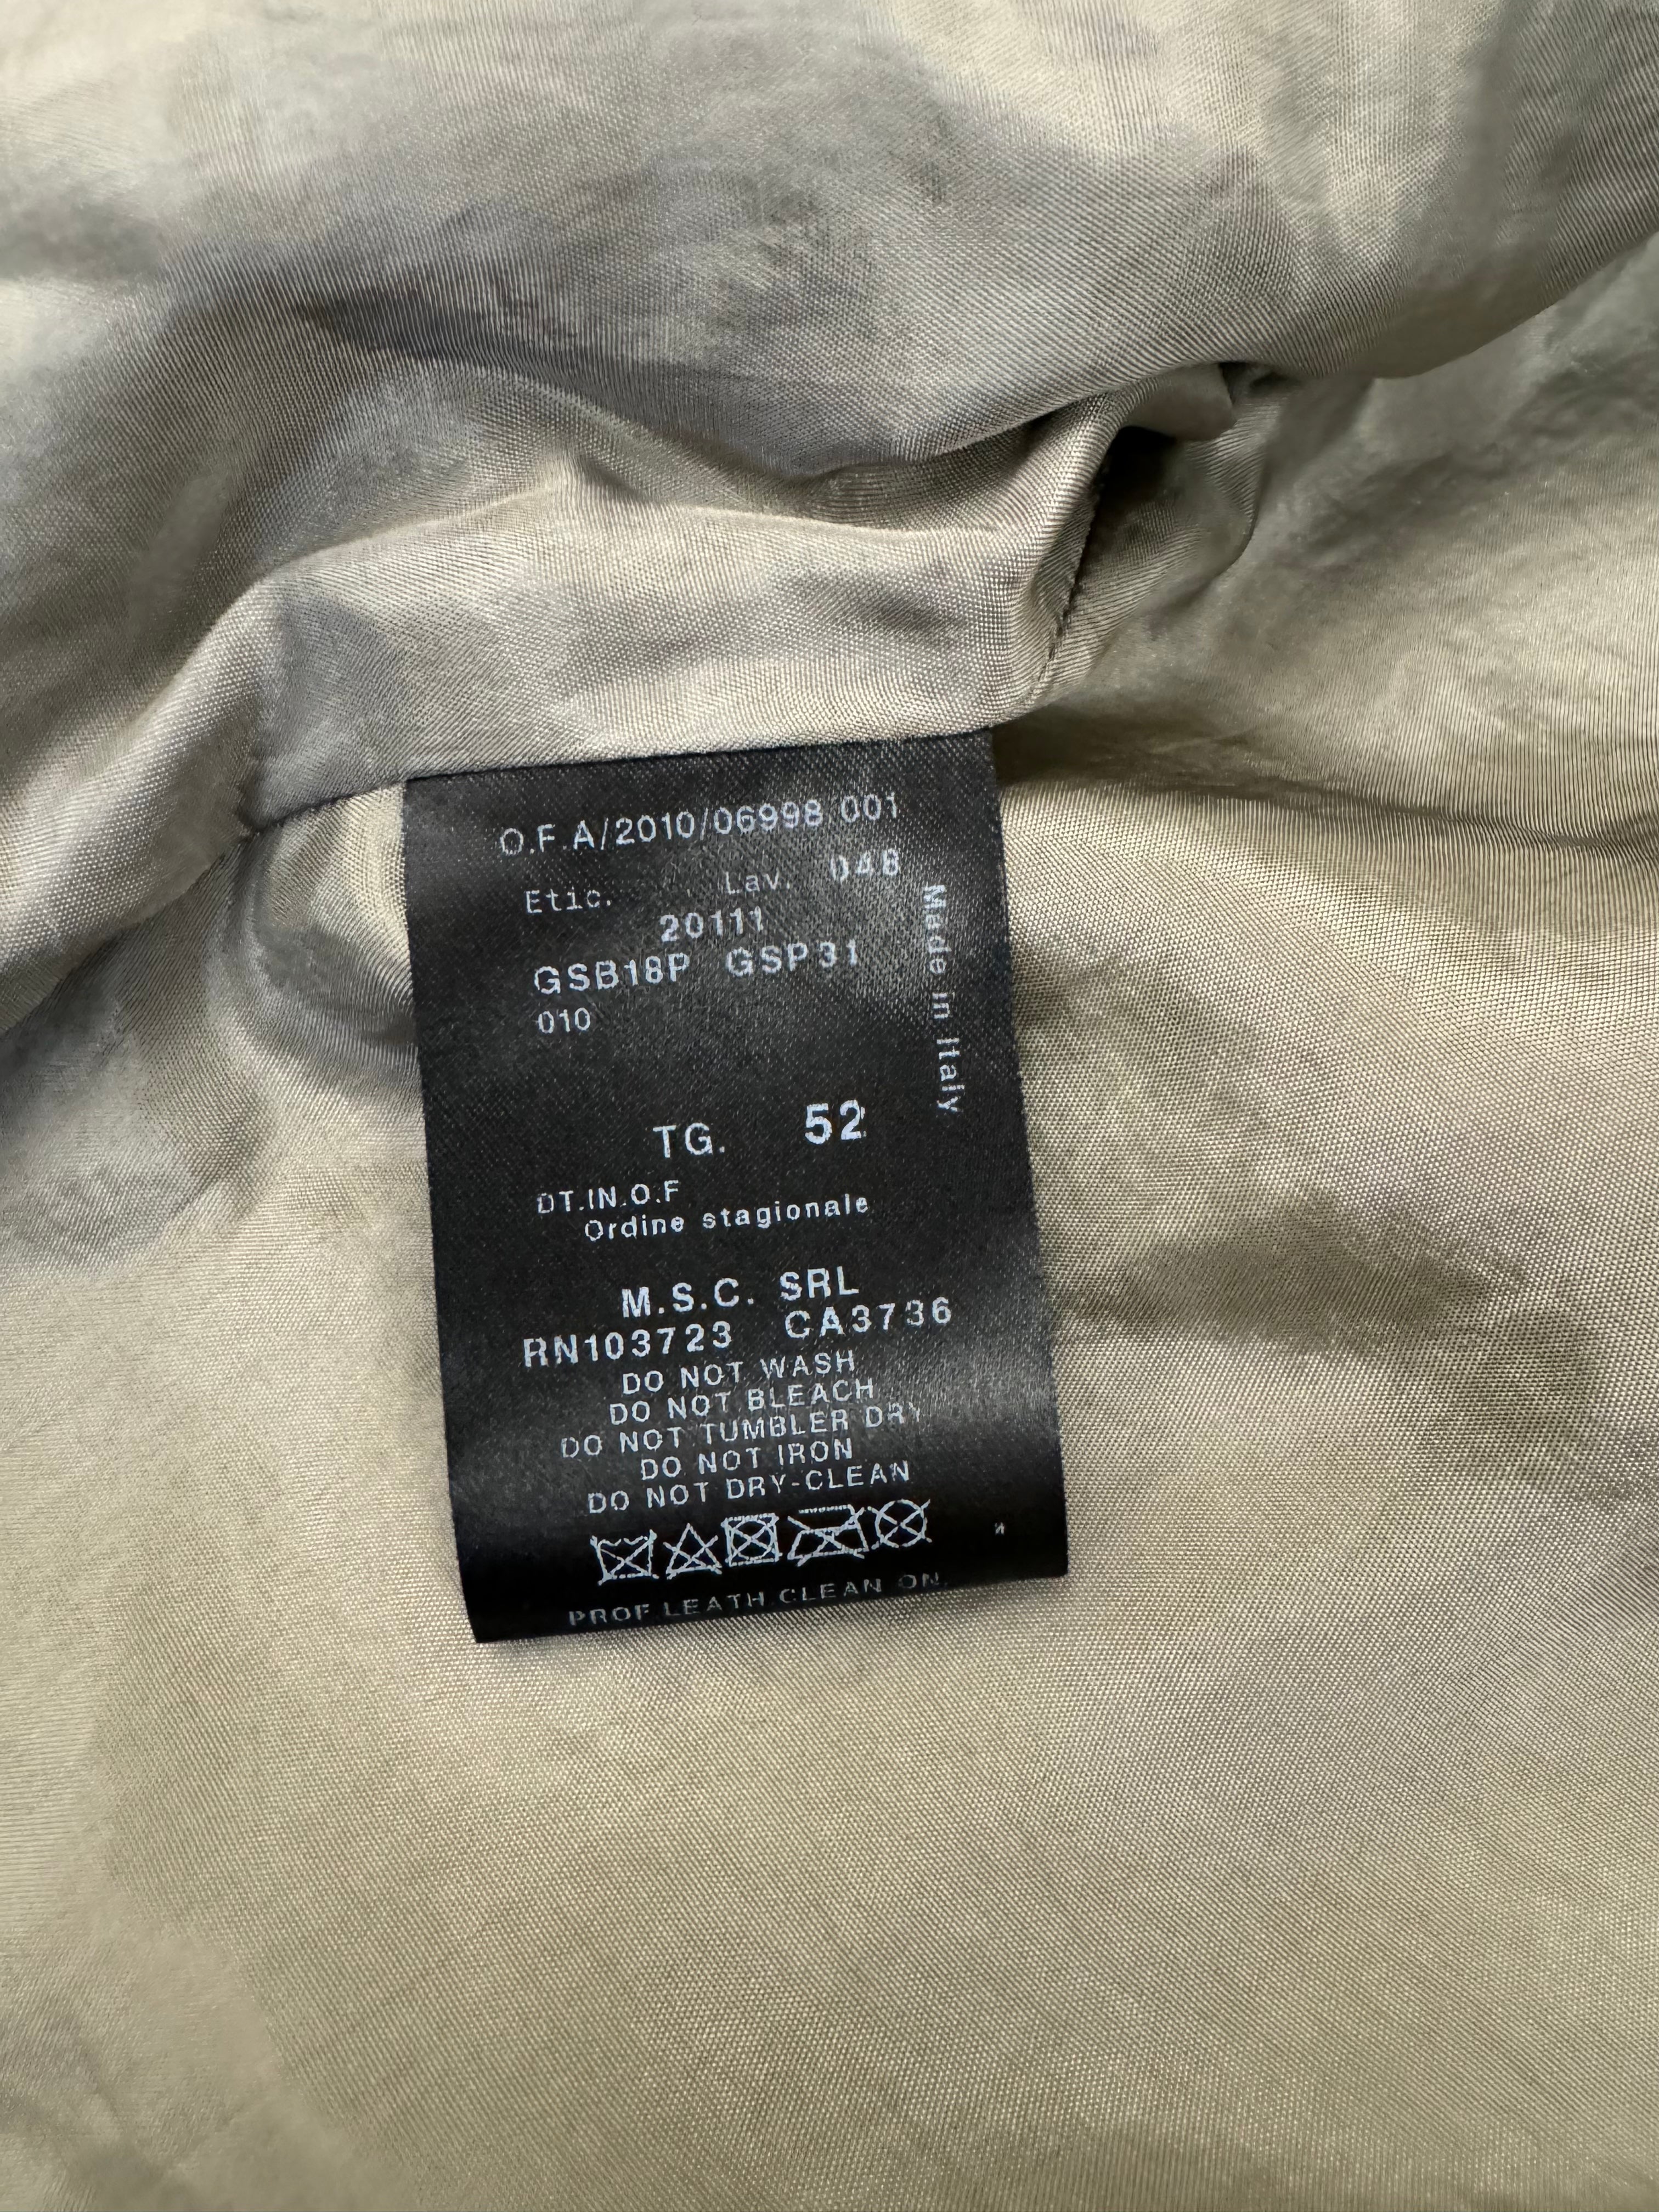 O.F.A/2010/06998 001
Etic. Lav. 048
20111
GSB18P GSP31
010
Made in Italy
TG. 52
DT.IN.O.F
Ordine stagionale
M.S.C. SRL
RN103723 CA3736
DO NOT WASH
DO NOT BLEACH
DO NOT TUMBLER DRY
DO NOT IRON
DO NOT DRY-CLEAN
PROF LEATH.CLEAN ON